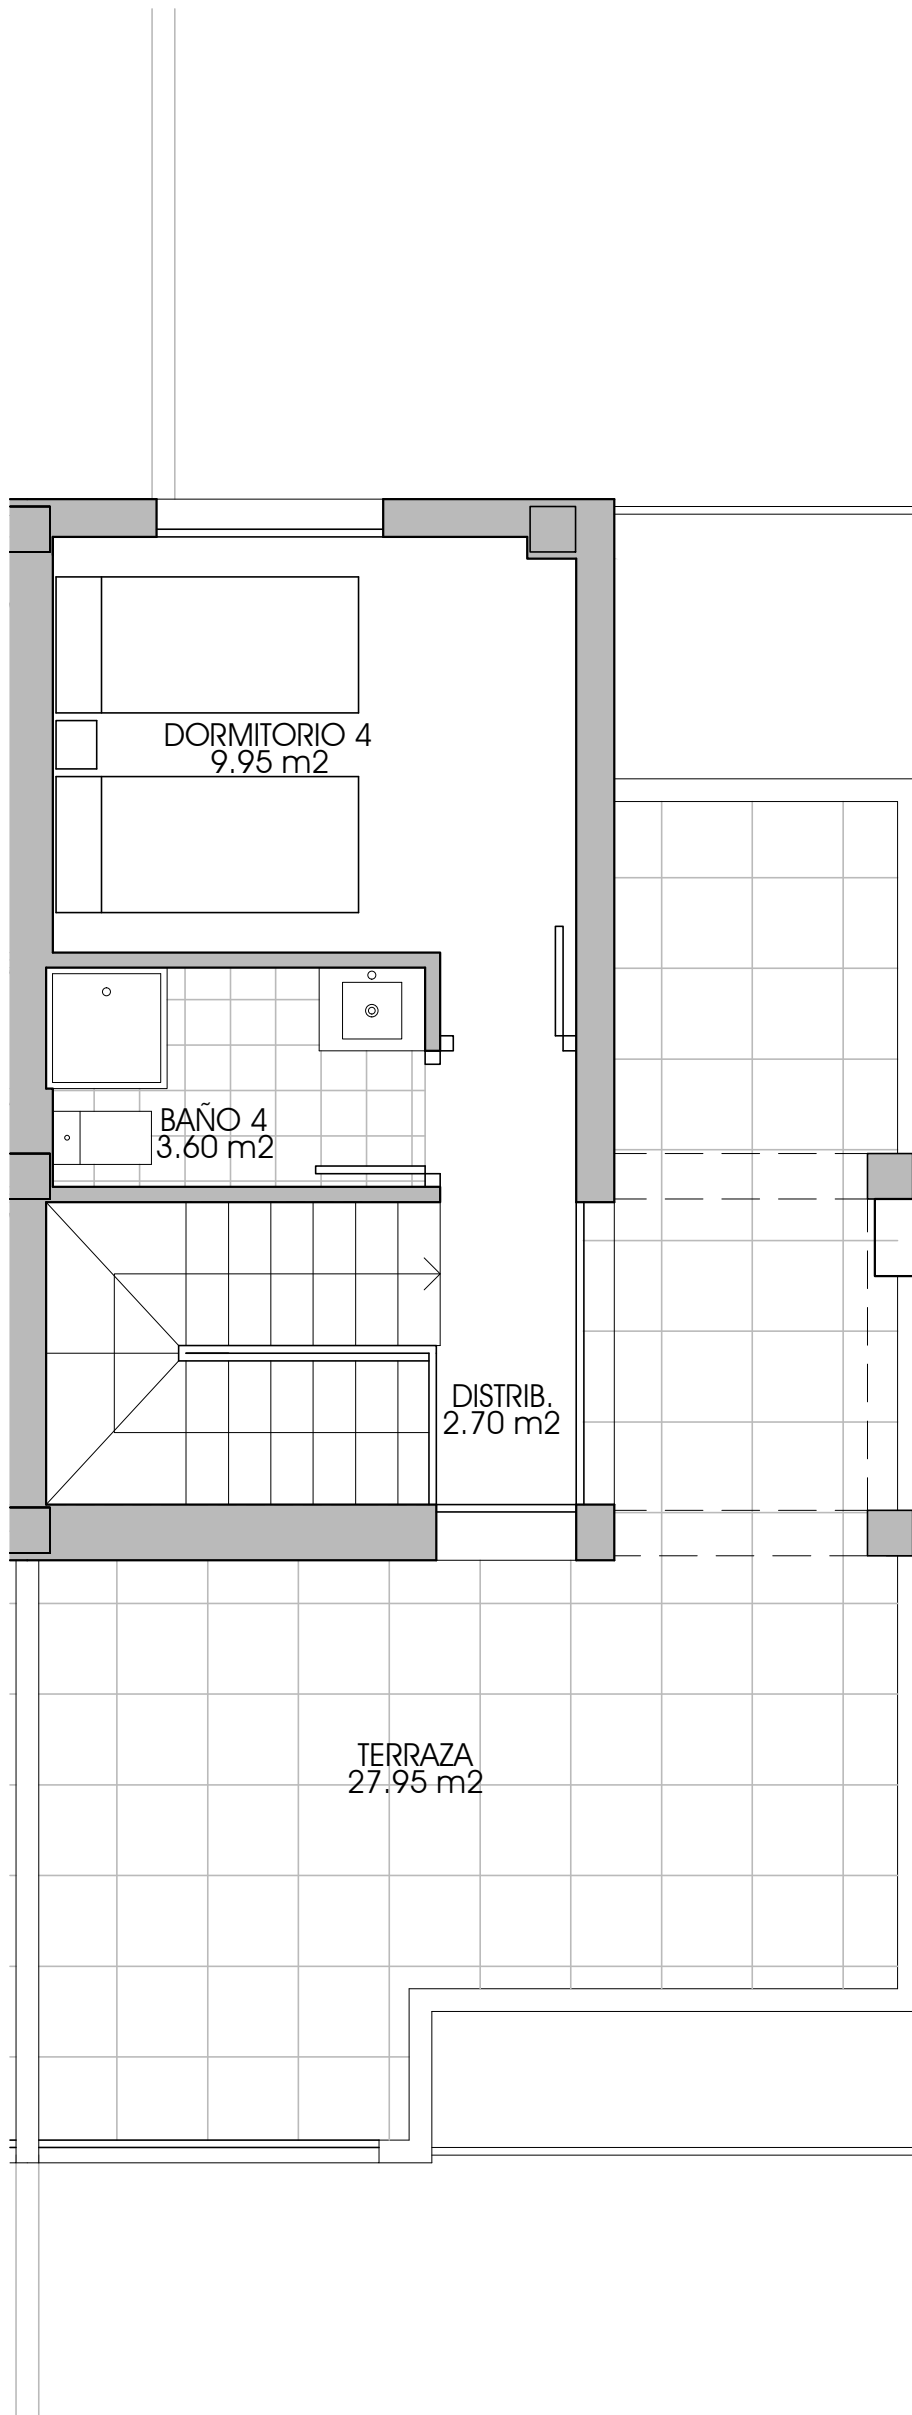 DORMITORIO 4
9.95 m2
BAÑO 4
3.60 m2
DISTRIB.
2.70 m2
TERRAZA
27.95 m2